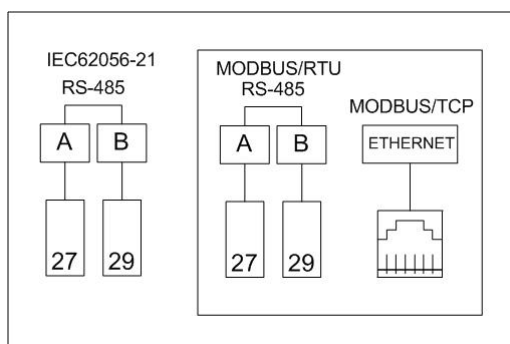 IEC62056-21
RS-485
A B
27 29
MODBUS/RTU
RS-485
A B
27 29
MODBUS/TCP
ETHERNET